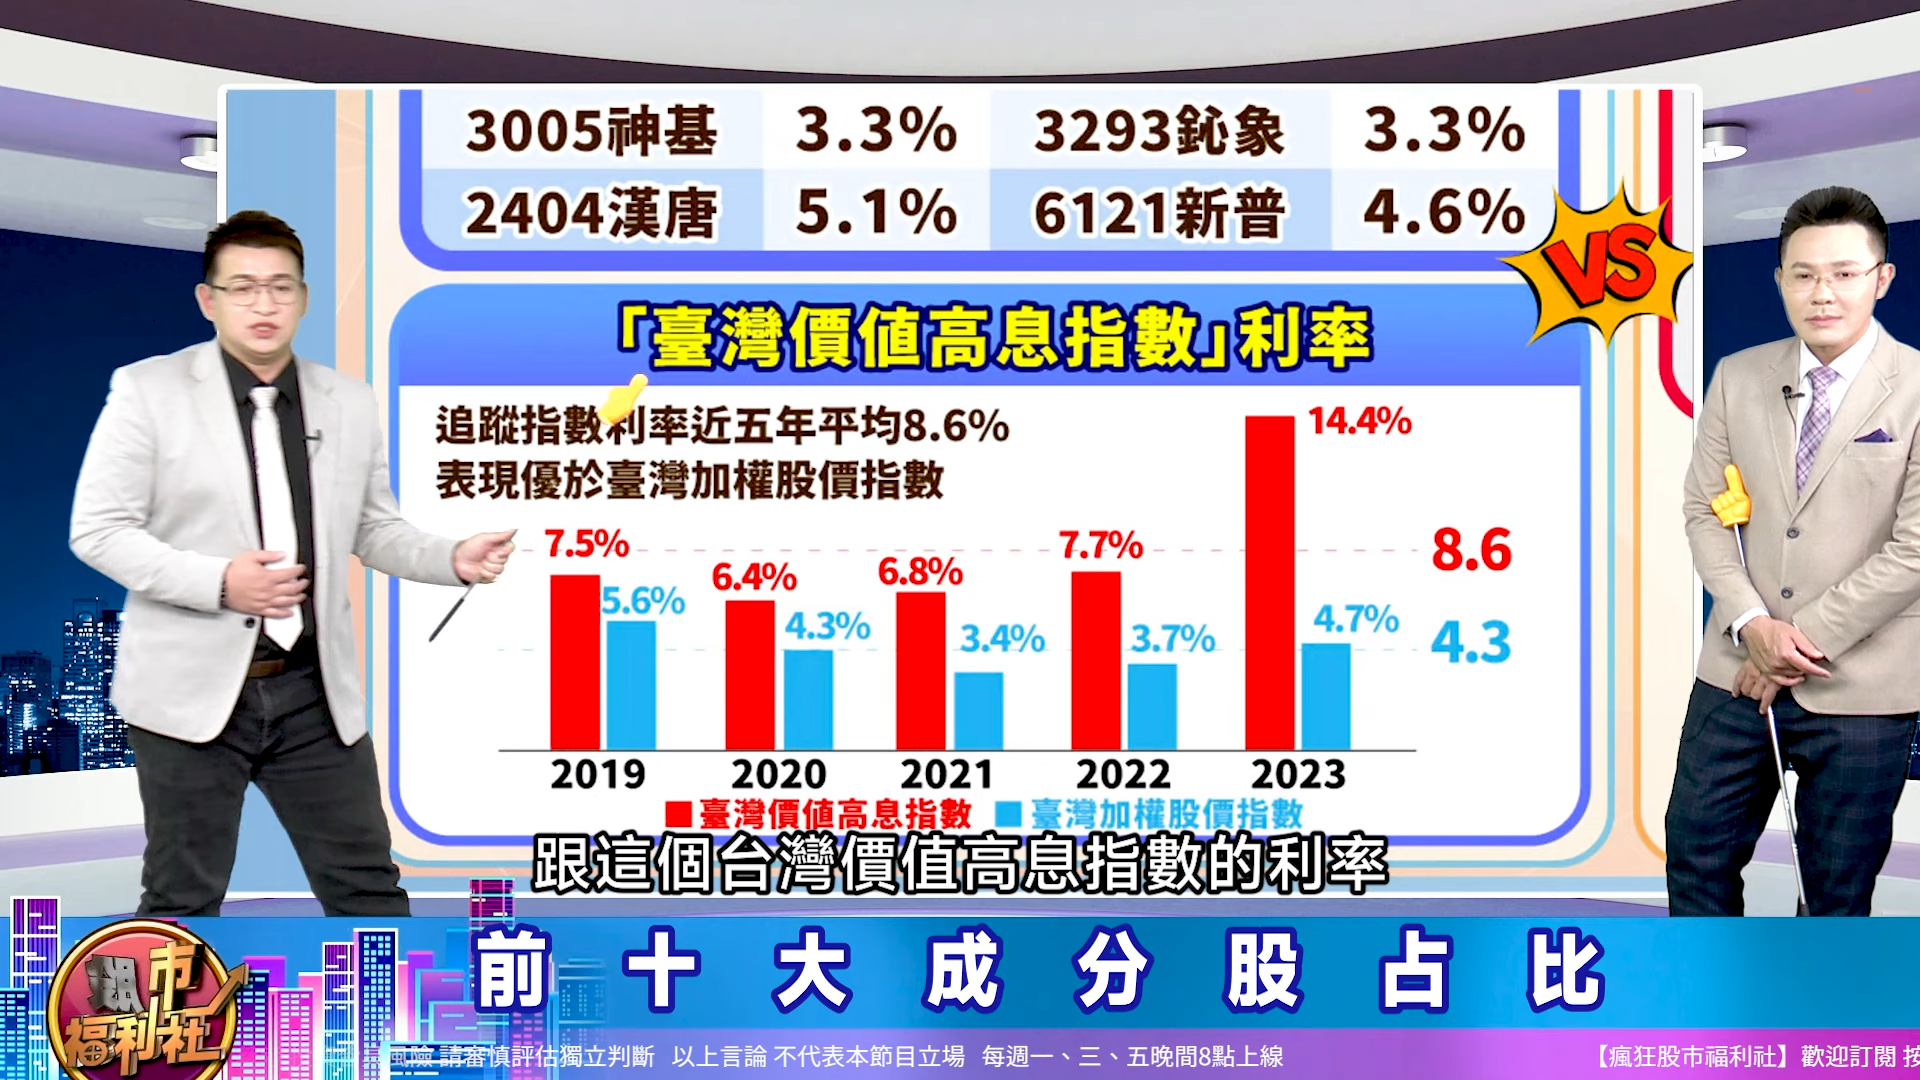 3005神基 3.3% 3293鈊象 3.3%
2404漢唐 5.1% 6121新普 4.6%
VS
「臺灣價值高息指數」利率
追蹤指數利率近五年平均8.6%
表現優於臺灣加權股價指數
14.4%
7.5% 6.4% 6.8% 7.7% 8.6
5.6% 4.3% 3.4% 3.7% 4.7% 4.3
2019 2020 2021 2022 2023
臺灣價值高息指數 臺灣加權股價指數
跟這個台灣價值高息指數的利率
前十大成分股占比
股市
福利社
風險 請審慎評估獨立判斷 以上言論 不代表本節目立場 每週一、三、五晚間8點上線 【瘋狂股市福利社】歡迎訂閱 按